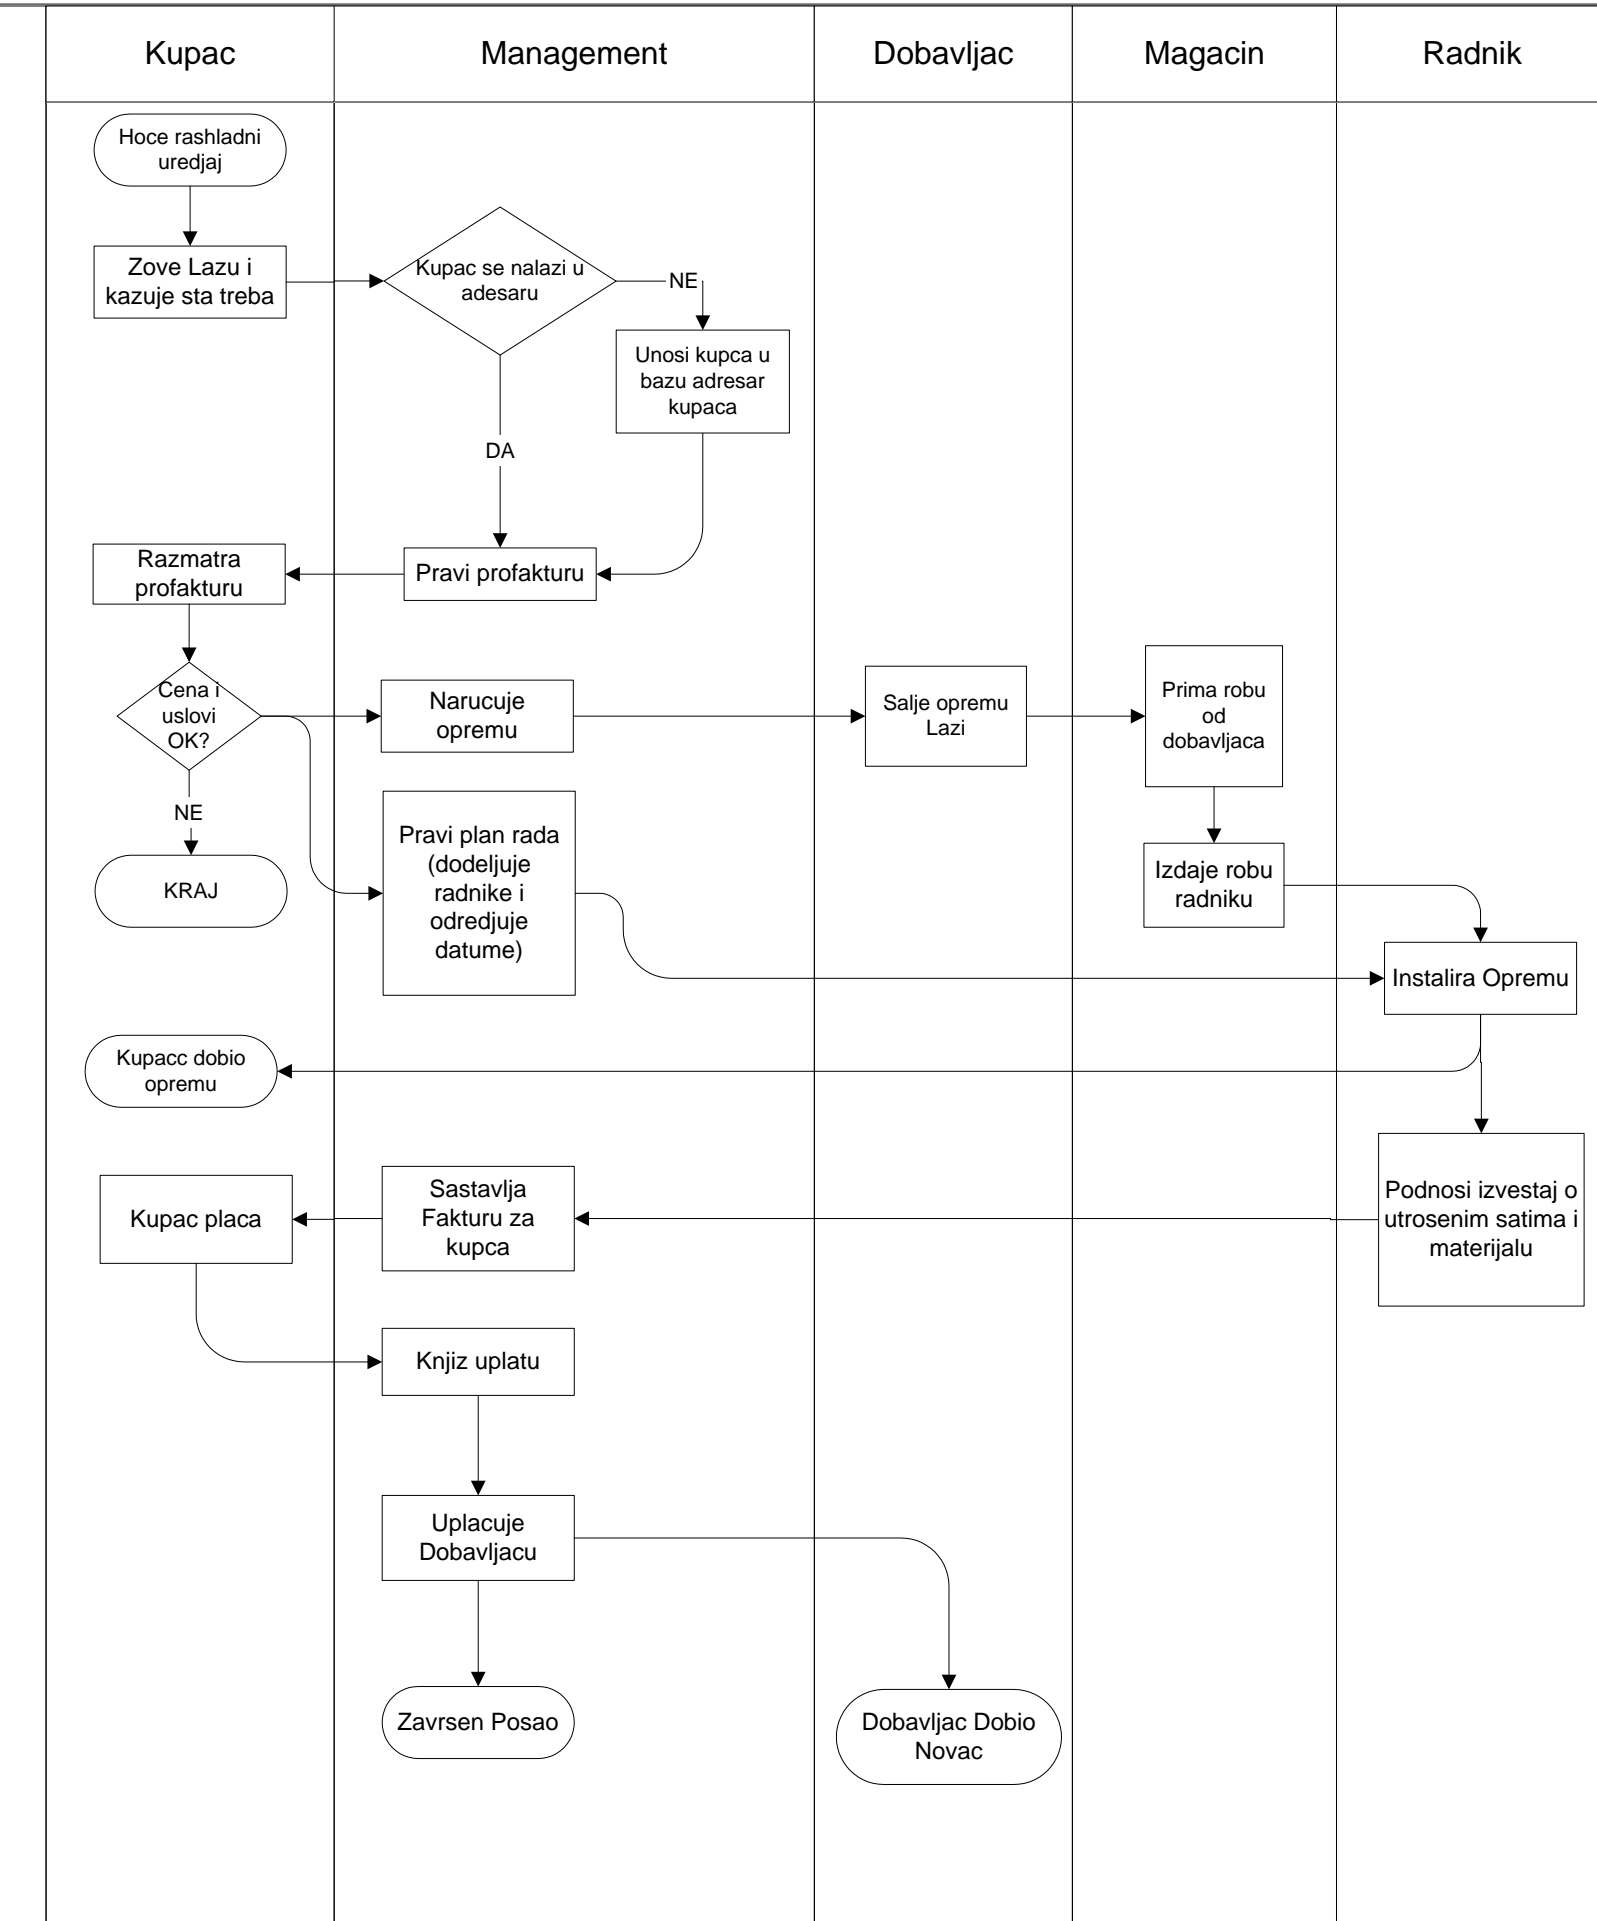 Kupac
Management
Dobavljac
Magacin
Radnik
Hoce rashladni
uredjaj
Zove Lazu i
kazuje sta treba
Kupac se nalazi u
adesaru
NE
Unosi kupca u
bazu adresar
kupaca
DA
Razmatra
profakturu
Pravi profakturu
Cena i
uslovi
OK?
Narucuje
opremu
Salje opremu
Lazi
Prima robu
od
dobavljaca
NE
KRAJ
Pravi plan rada
(dodeljuje
radnike i
odredjuje
datume)
Izdaje robu
radniku
Instalira Opremu
Kupacc dobio
opremu
Kupac placa
Sastavlja
Fakturu za
kupca
Podnosi izvestaj o
utrosenim satima i
materijalu
Knjiz uplatu
Uplacuje
Dobavljacu
Zavrsen Posao
Dobavljac Dobio
Novac